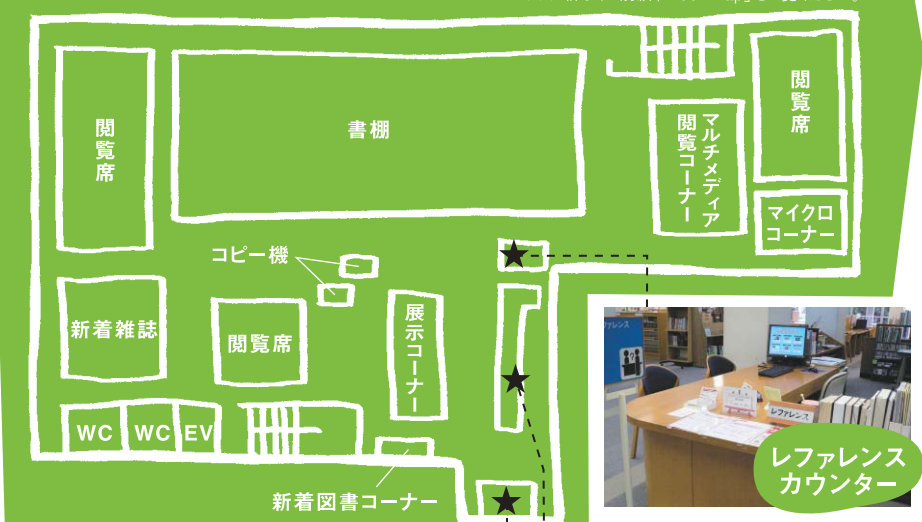 閲覧席
書棚
マルチメディア
閲覧コーナー
閲覧席
マイクロ
コーナー
コピー機
新着雑誌
閲覧席
展示コーナー
WC
WC
EV
新着図書コーナー
レファレンス
レファレンス
カウンター